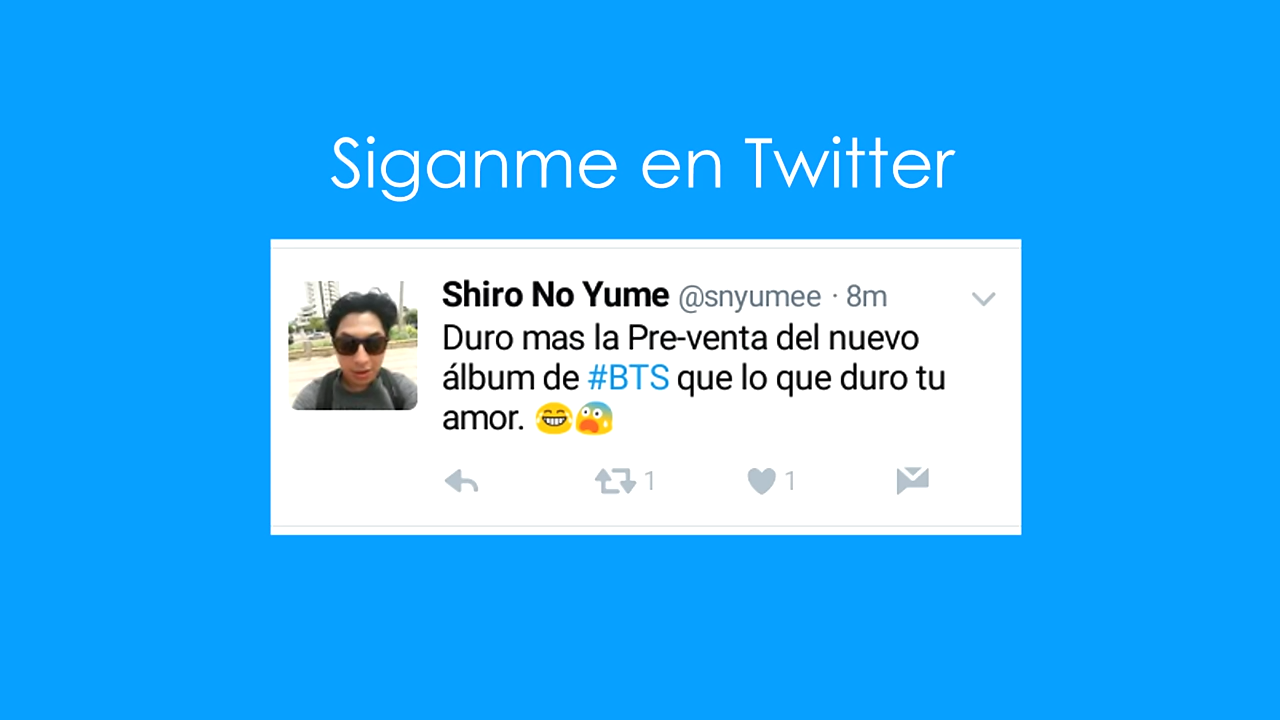 Siganme en Twitter
Shiro No Yume @snyumee · 8m
Duro mas la Pre-venta del nuevo
álbum de #BTS que lo que duro tu
amor. 😂😰
1 1